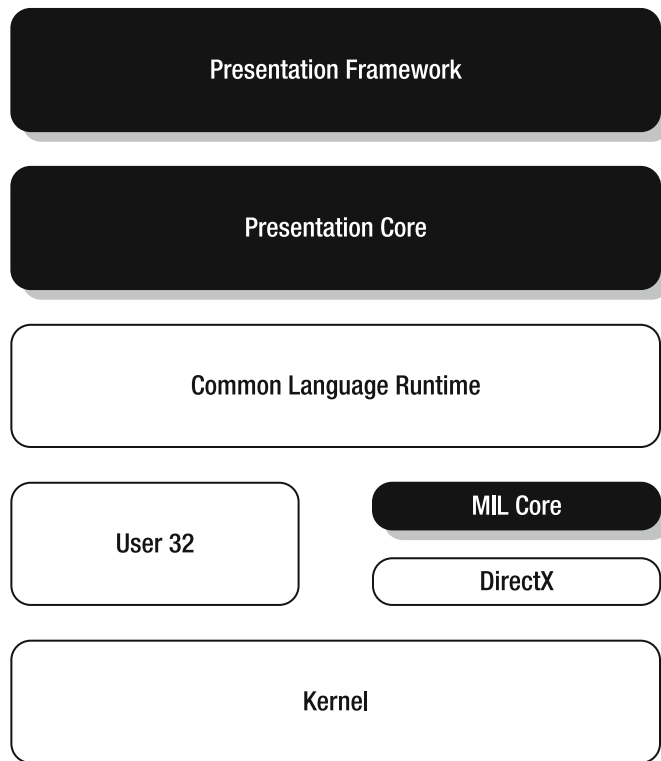 Presentation Framework
Presentation Core
Common Language Runtime
User 32
MIL Core
DirectX
Kernel